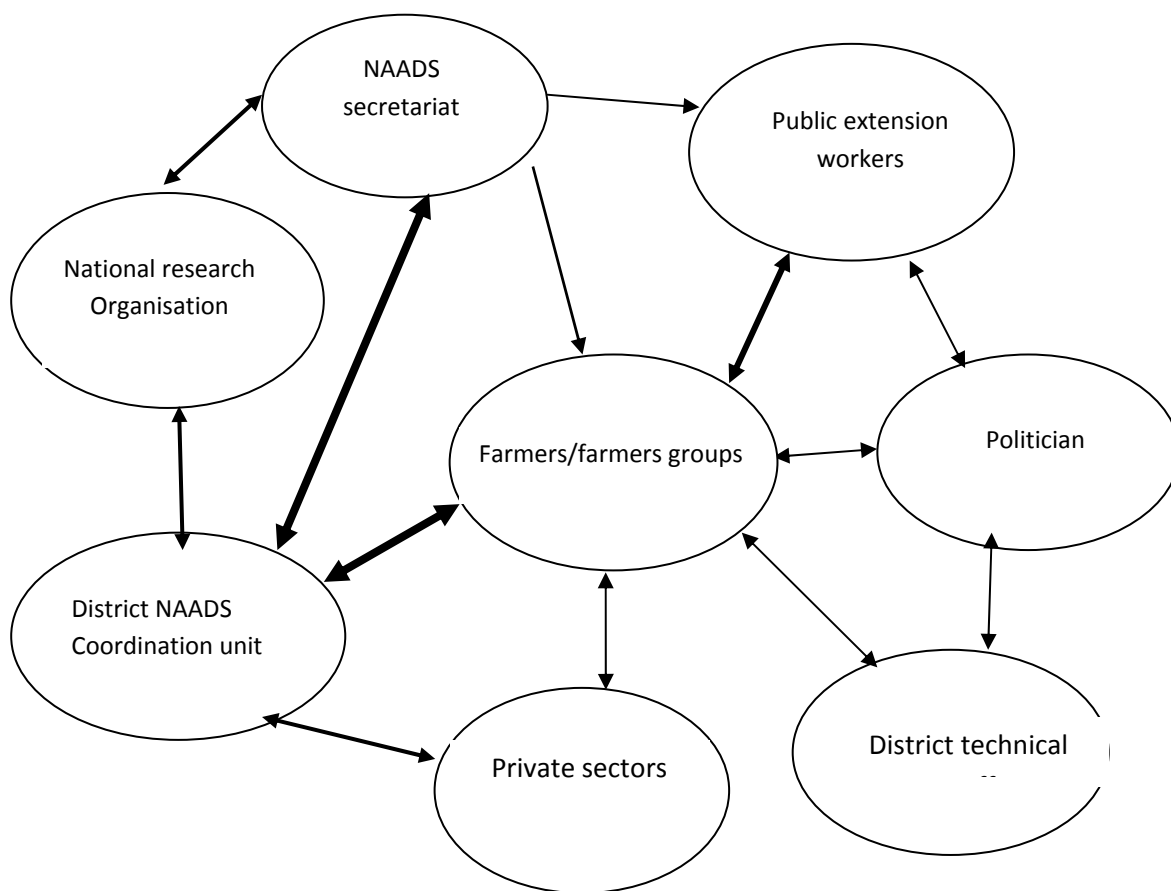 NAADS
secretariat
Public extension
workers
National research
Organisation
Farmers/farmers groups
Politician
District NAADS
Coordination unit
Private sectors
District technical